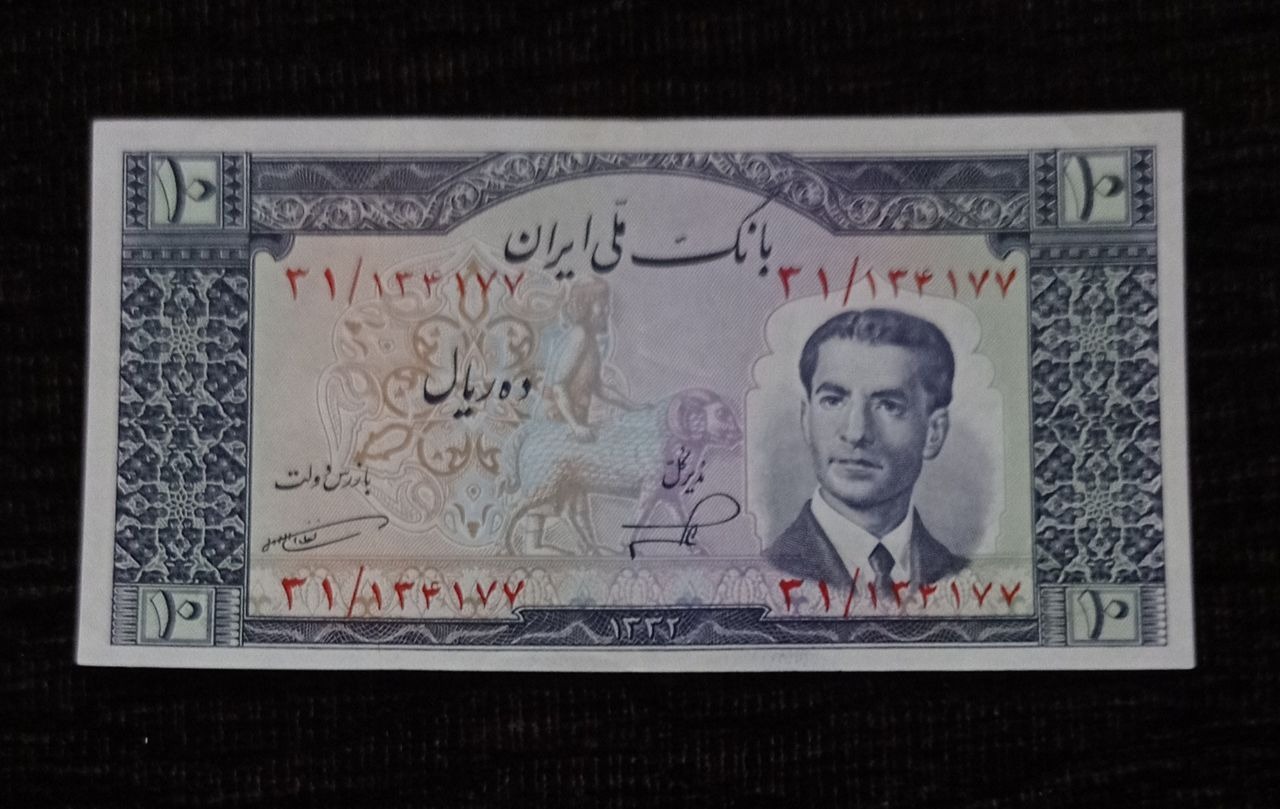 ۱۰ ۱۰
بانک ملّی ایران
۳۱/۱۳۴۱۷۷ ۳۱/۱۳۴۱۷۷
ده ریال
بازرس دولت
مدیر کل
۳۱/۱۳۴۱۷۷ ۳۱/۱۳۴۱۷۷
۱۰ ۱۳۳۲ ۱۰